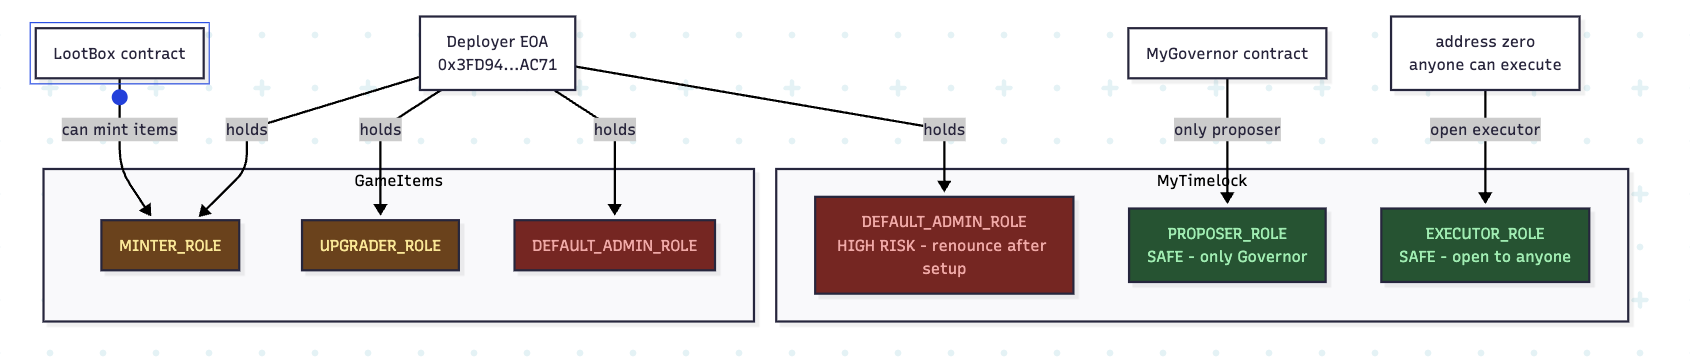 LootBox contract
Deployer EOA
0x3FD94...AC71
MyGovernor contract
address zero
anyone can execute
can mint items
holds
holds
holds
holds
only proposer
open executor
GameItems
MyTimelock
MINTER_ROLE
UPGRADER_ROLE
DEFAULT_ADMIN_ROLE
DEFAULT_ADMIN_ROLE
HIGH RISK - renounce after
setup
PROPOSER_ROLE
SAFE - only Governor
EXECUTOR_ROLE
SAFE - open to anyone